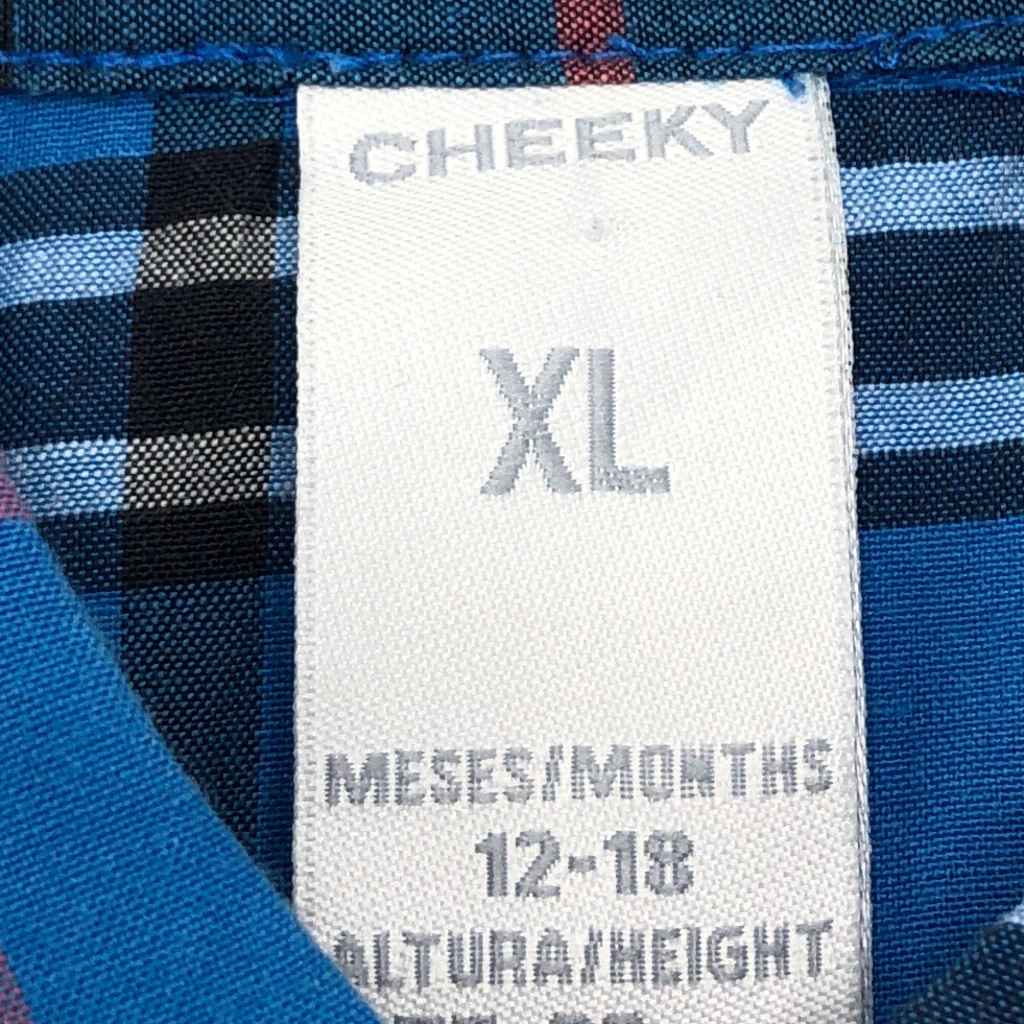 CHEEKY
XL
MESES/MONTHS
12-18
ALTURA/HEIGHT